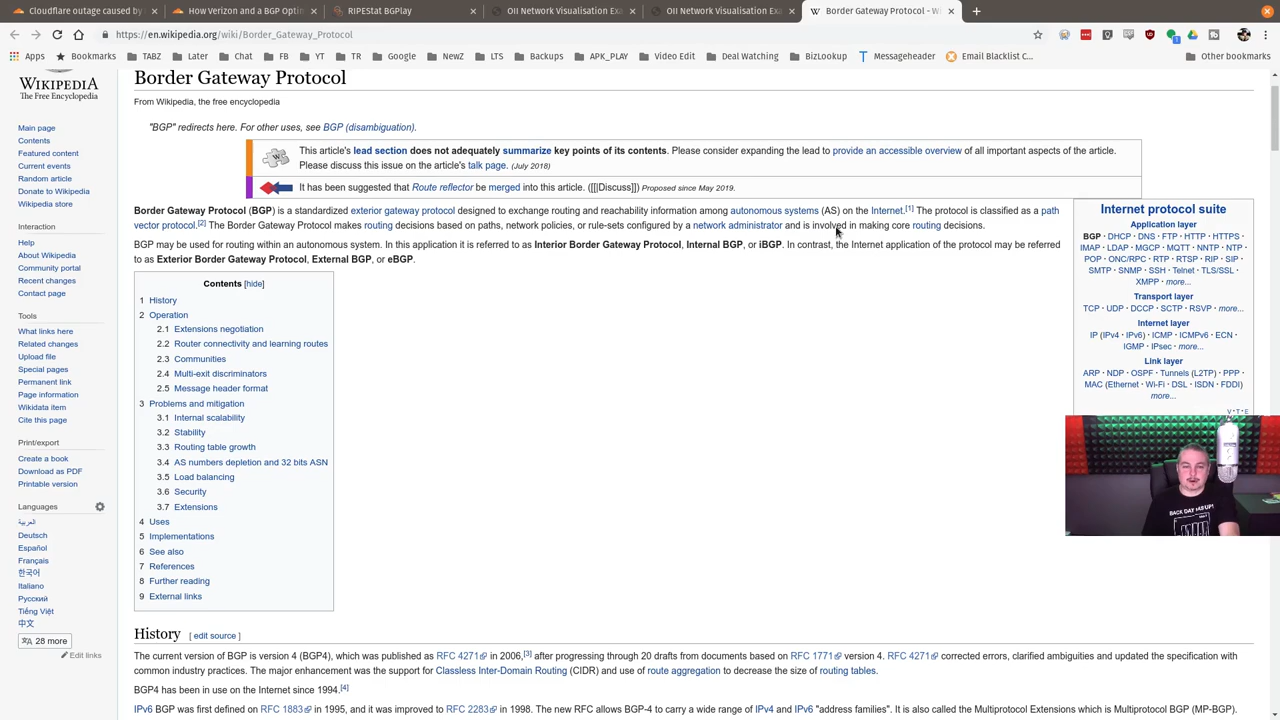 Cloudflare outage caused by
How Verizon and a BGP Optin
RIPEStat BGPlay
OII Network Visualisation Ex
OII Network Visualisation Ex
Border Gateway Protocol - W
https://en.wikipedia.org/wiki/Border_Gateway_Protocol
Apps Bookmarks TABZ Later Chat FB YT TR Google NewZ LTS Backups APK_PLAY Video Edit Deal Watching BizLookup Messageheader Email Blacklist C... Other bookmarks
WIKIPEDIA
The Free Encyclopedia
Main page
Contents
Featured content
Current events
Random article
Donate to Wikipedia
Wikipedia store
Interaction
Help
About Wikipedia
Community portal
Recent changes
Contact page
Tools
What links here
Related changes
Upload file
Special pages
Permanent link
Page information
Wikidata item
Cite this page
Print/export
Create a book
Download as PDF
Printable version
Languages
العربية
Deutsch
Español
Français
한국어
Italiano
Русский
Tiếng Việt
中文
28 more
Edit links
Border Gateway Protocol
From Wikipedia, the free encyclopedia
"BGP" redirects here. For other uses, see BGP (disambiguation).
This article's lead section does not adequately summarize key points of its contents. Please consider expanding the lead to provide an accessible overview of all important aspects of the article.
Please discuss this issue on the article's talk page. (July 2018)
It has been suggested that Route reflector be merged into this article. ([[|Discuss]]) Proposed since May 2019.
Border Gateway Protocol (BGP) is a standardized exterior gateway protocol designed to exchange routing and reachability information among autonomous systems (AS) on the Internet.[1] The protocol is classified as a path
vector protocol.[2] The Border Gateway Protocol makes routing decisions based on paths, network policies, or rule-sets configured by a network administrator and is involved in making core routing decisions.
BGP may be used for routing within an autonomous system. In this application it is referred to as Interior Border Gateway Protocol, Internal BGP, or iBGP. In contrast, the Internet application of the protocol may be referred
to as Exterior Border Gateway Protocol, External BGP, or eBGP.
Contents [hide]
1 History
2 Operation
2.1 Extensions negotiation
2.2 Router connectivity and learning routes
2.3 Communities
2.4 Multi-exit discriminators
2.5 Message header format
3 Problems and mitigation
3.1 Internal scalability
3.2 Stability
3.3 Routing table growth
3.4 AS numbers depletion and 32 bits ASN
3.5 Load balancing
3.6 Security
3.7 Extensions
4 Uses
5 Implementations
6 See also
7 References
8 Further reading
9 External links
Internet protocol suite
Application layer
BGP · DHCP · DNS · FTP · HTTP · HTTPS ·
IMAP · LDAP · MGCP · MQTT · NNTP · NTP ·
POP · ONC/RPC · RTP · RTSP · RIP · SIP ·
SMTP · SNMP · SSH · Telnet · TLS/SSL ·
XMPP · more...
Transport layer
TCP · UDP · DCCP · SCTP · RSVP · more...
Internet layer
IP (IPv4 · IPv6) · ICMP · ICMPv6 · ECN ·
IGMP · IPsec · more...
Link layer
ARP · NDP · OSPF · Tunnels (L2TP) · PPP ·
MAC (Ethernet · Wi-Fi · DSL · ISDN · FDDI)
more...
V·T·E
History [ edit source ]
The current version of BGP is version 4 (BGP4), which was published as RFC 4271 in 2006,[3] after progressing through 20 drafts from documents based on RFC 1771 version 4. RFC 4271 corrected errors, clarified ambiguities and updated the specification with
common industry practices. The major enhancement was the support for Classless Inter-Domain Routing (CIDR) and use of route aggregation to decrease the size of routing tables.
BGP4 has been in use on the Internet since 1994.[4]
IPv6 BGP was first defined on RFC 1883 in 1995, and it was improved to RFC 2283 in 1998. The new RFC allows BGP-4 to carry a wide range of IPv4 and IPv6 "address families". It is also called the Multiprotocol Extensions which is Multiprotocol BGP (MP-BGP).